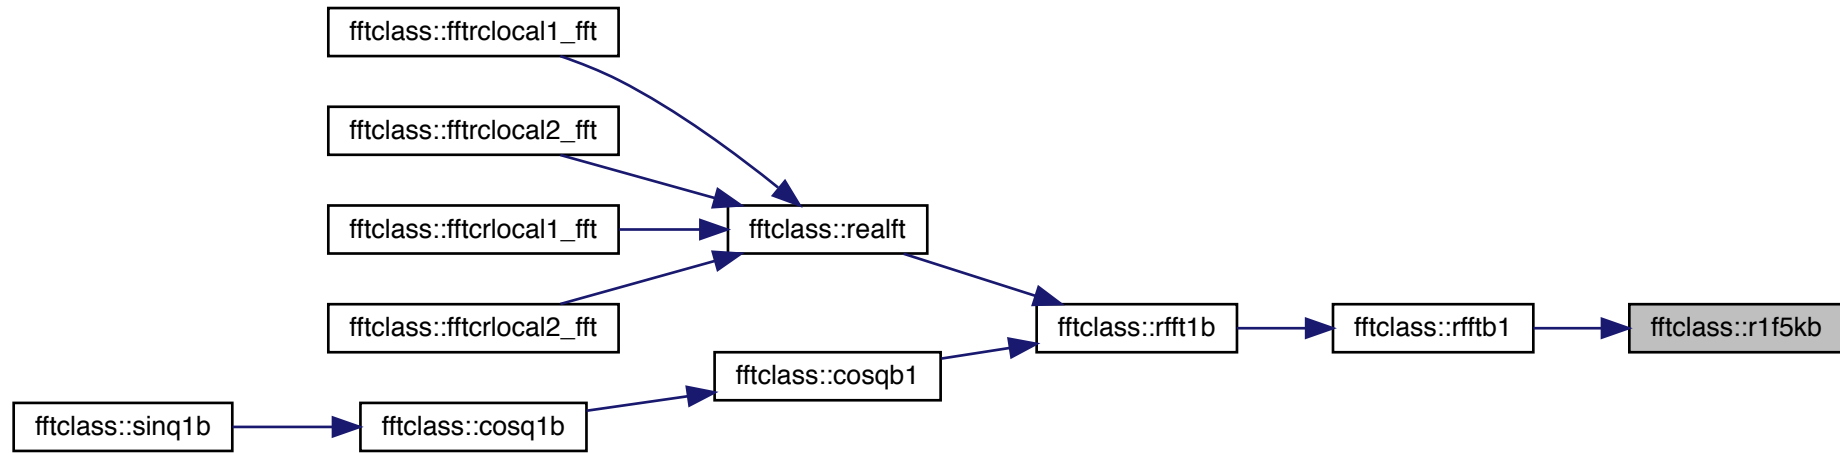 fftclass::fftrclocal1_fft
fftclass::fftrclocal2_fft
fftclass::fftcrlocal1_fft
fftclass::realft
fftclass::fftcrlocal2_fft
fftclass::rfft1b
fftclass::rfftb1
fftclass::r1f5kb
fftclass::cosqb1
fftclass::sinq1b
fftclass::cosq1b